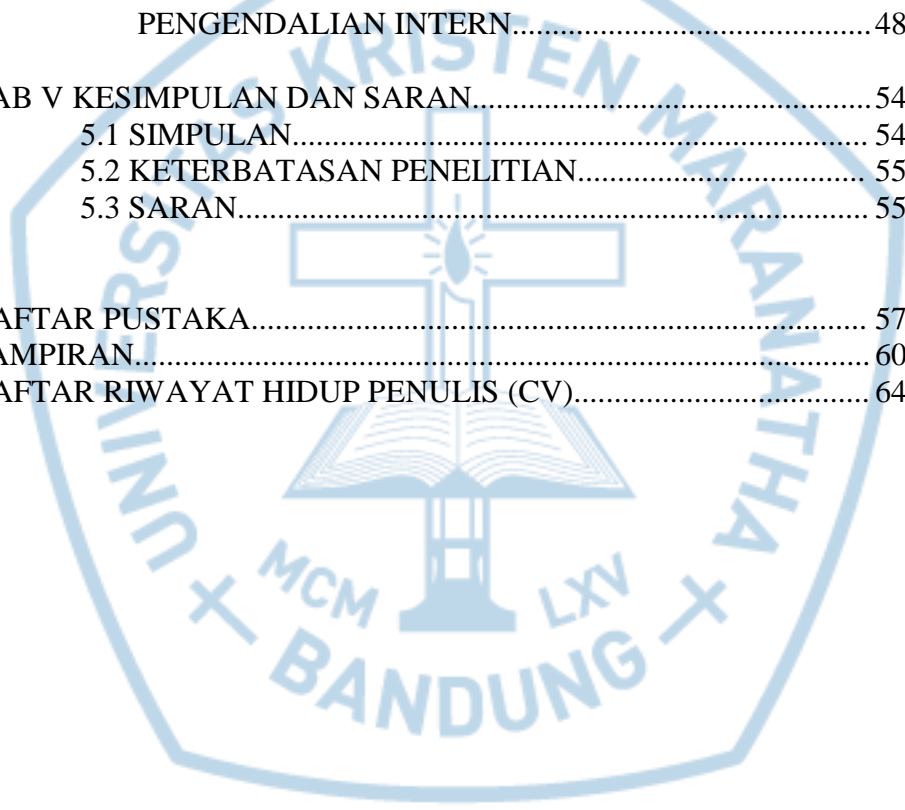 PENGENDALIAN INTERN.......................................48
AB V KESIMPULAN DAN SARAN...........................................54
5.1 SIMPULAN.............................................................. 54
5.2 KETERBATASAN PENELITIAN............................... 55
5.3 SARAN.................................................................... 55
AFTAR PUSTAKA................................................................... 57
AMPIRAN................................................................................ 60
AFTAR RIWAYAT HIDUP PENULIS (CV)................................ 64
UNIVERSITAS KRISTEN MARANATHA
MCM LXV
BANDUNG